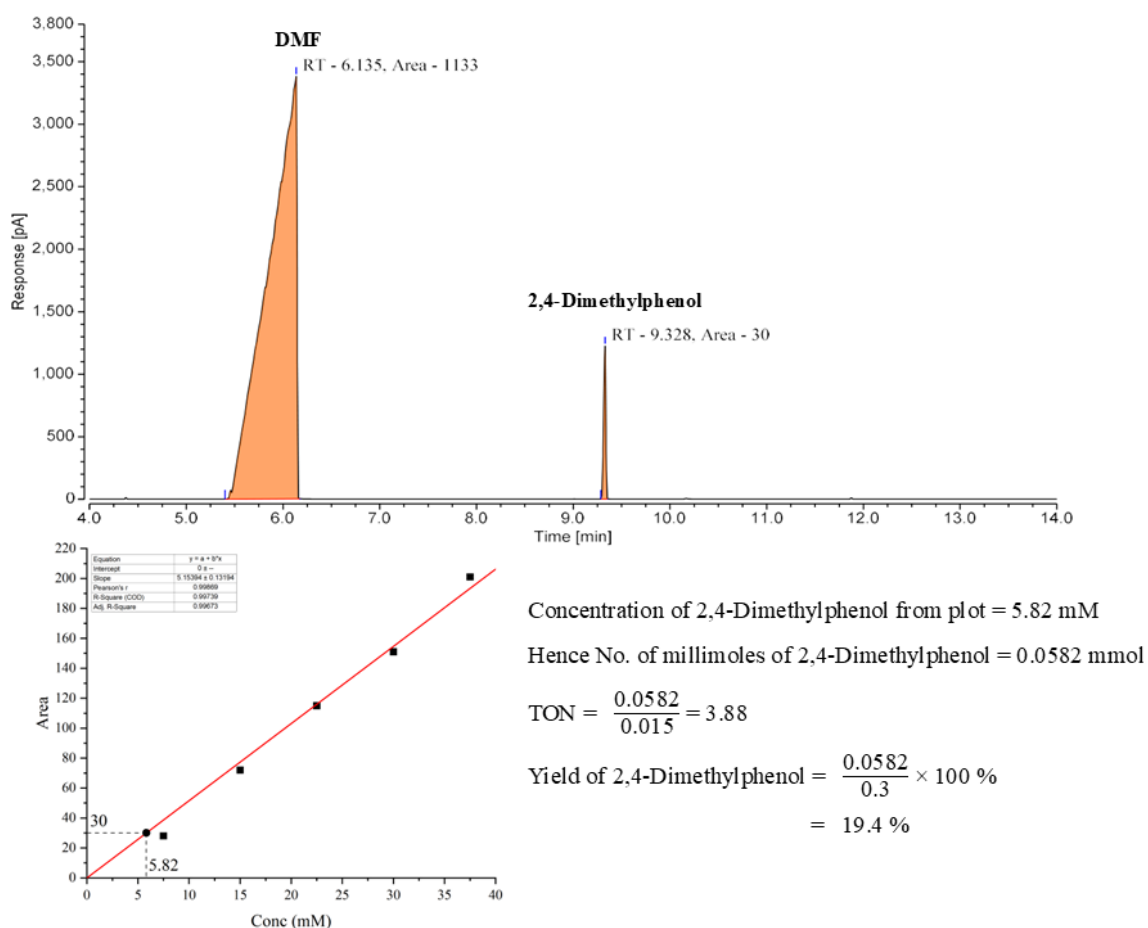 3,800
3,500
3,000
2,500
2,000
1,500
1,000
500
0
Response [pA]
DMF
RT - 6.135, Area - 1133
2,4-Dimethylphenol
RT - 9.328, Area - 30
4.0 5.0 6.0 7.0 8.0 9.0 10.0 11.0 12.0 13.0 14.0
Time [min]
220
200
180
160
140
120
100
80
60
40
20
0
Area
Equation y = a + b*x
Intercept 0 ± --
Slope 5.15394 ± 0.13194
Pearson's r 0.99869
R-Square (COD) 0.99739
Adj. R-Square 0.99673
30
5.82
0 5 10 15 20 25 30 35 40
Conc (mM)
Concentration of 2,4-Dimethylphenol from plot = 5.82 mM
Hence No. of millimoles of 2,4-Dimethylphenol = 0.0582 mmol
TON = 0.0582 / 0.015 = 3.88
Yield of 2,4-Dimethylphenol = 0.0582 / 0.3 × 100 %
= 19.4 %